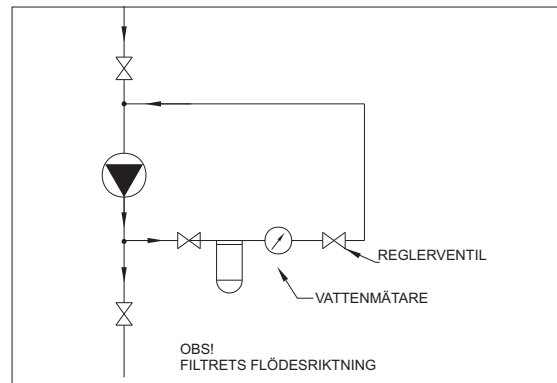 REGLERVENTIL
VATTENMÄTARE
OBS!
FILTRETS FLÖDESRIKTNING